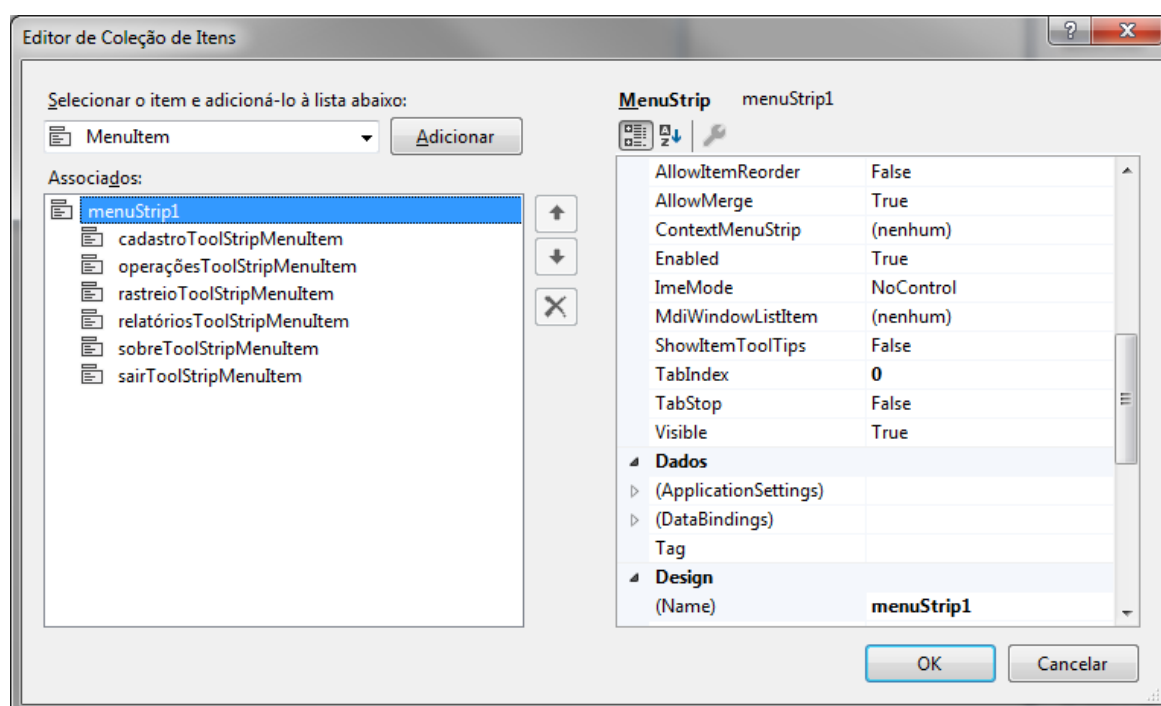 Editor de Coleção de Itens
Selecionar o item e adicioná-lo à lista abaixo:
MenuItem
Adicionar
Associados:
menuStrip1
cadastroToolStripMenuItem
operaçõesToolStripMenuItem
rastreioToolStripMenuItem
relatóriosToolStripMenuItem
sobreToolStripMenuItem
sairToolStripMenuItem
MenuStrip menuStrip1
AllowItemReorder False
AllowMerge True
ContextMenuStrip (nenhum)
Enabled True
ImeMode NoControl
MdiWindowListItem (nenhum)
ShowItemToolTips False
TabIndex 0
TabStop False
Visible True
Dados
(ApplicationSettings)
(DataBindings)
Tag
Design
(Name) menuStrip1
OK Cancelar